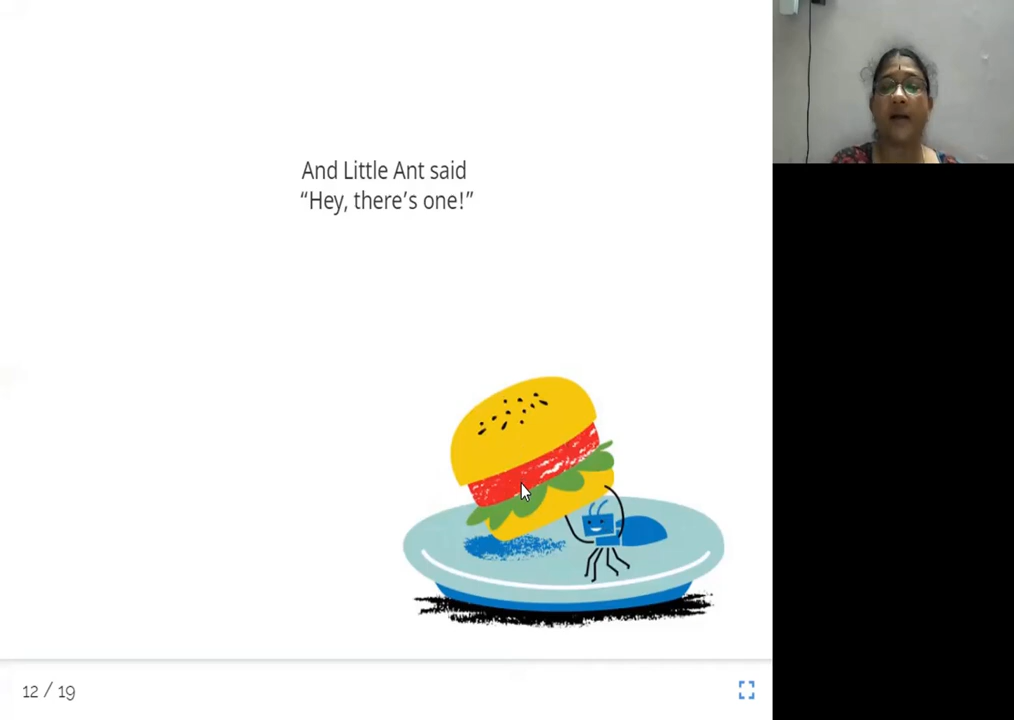 And Little Ant said
“Hey, there’s one!”
12 / 19